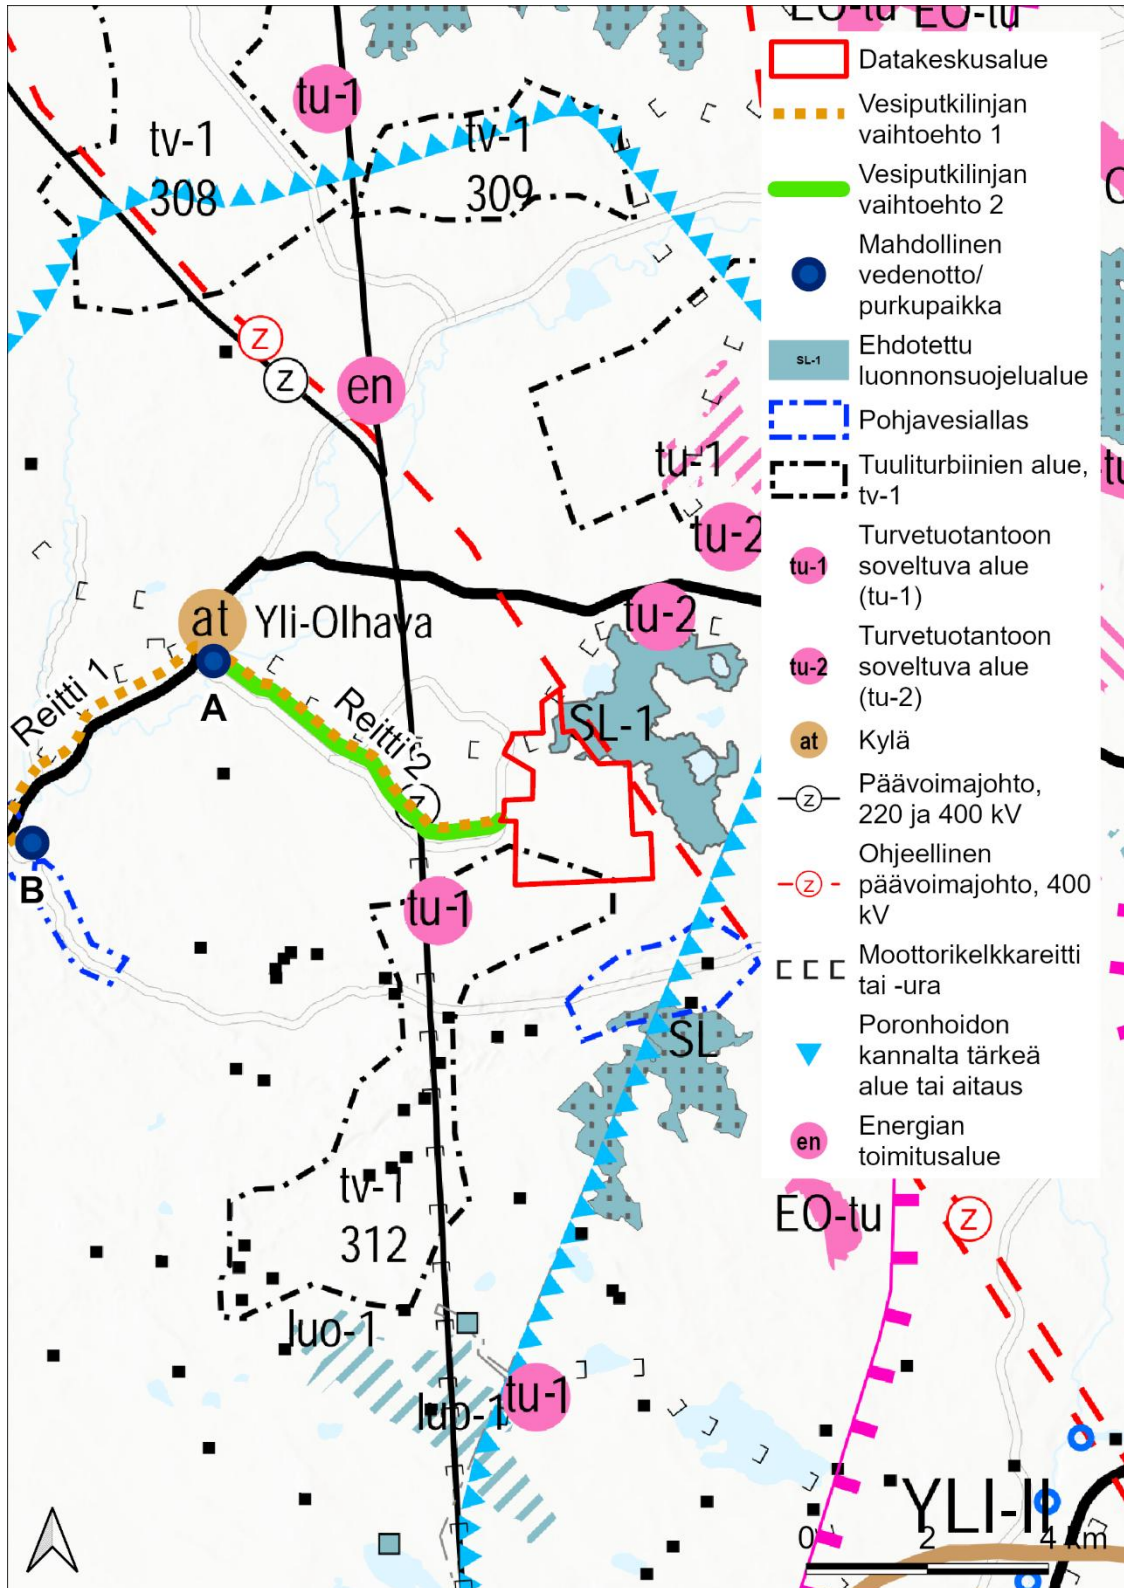 EO-tu
EO-tu
tu-1
tv-1
308
tv-1
309
z
z
en
tu-1
tu-2
at
Yli-Olhava
tu-2
A
Reitti 1
Reitti 2
SL-1
z
B
tu-1
SL
tv-1
312
luo-1
luo-1
tu-1
EO-tu
z
YLI-II
0 2 4 km
Datakeskusalue
Vesiputkilinjan
vaihtoehto 1
Vesiputkilinjan
vaihtoehto 2
Mahdollinen
vedenotto/
purkupaikka
SL-1
Ehdotettu
luonnonsuojelualue
Pohjavesiallas
Tuuliturbiinien alue,
tv-1
tu-1
Turvetuotantoon
soveltuva alue
(tu-1)
tu-2
Turvetuotantoon
soveltuva alue
(tu-2)
at
Kylä
z
Päävoimajohto,
220 ja 400 kV
z
Ohjeellinen
päävoimajohto, 400
kV
Moottorikelkkareitti
tai -ura
Poronhoidon
kannalta tärkeä
alue tai aitaus
en
Energian
toimitusalue